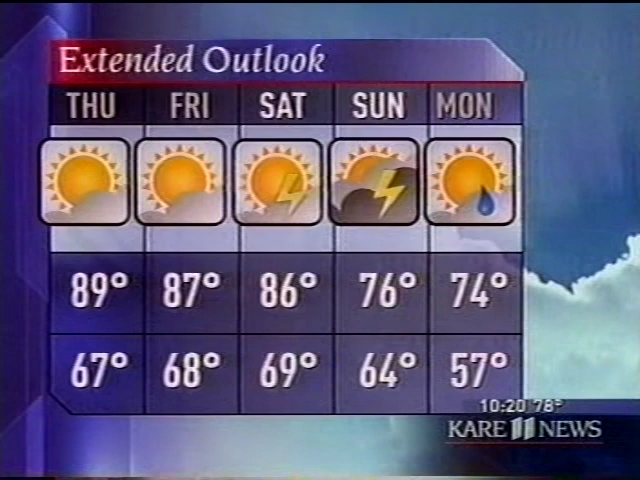 Extended Outlook
THU FRI SAT SUN MON
89° 87° 86° 76° 74°
67° 68° 69° 64° 57°
10:20 78°
KARE 11 NEWS